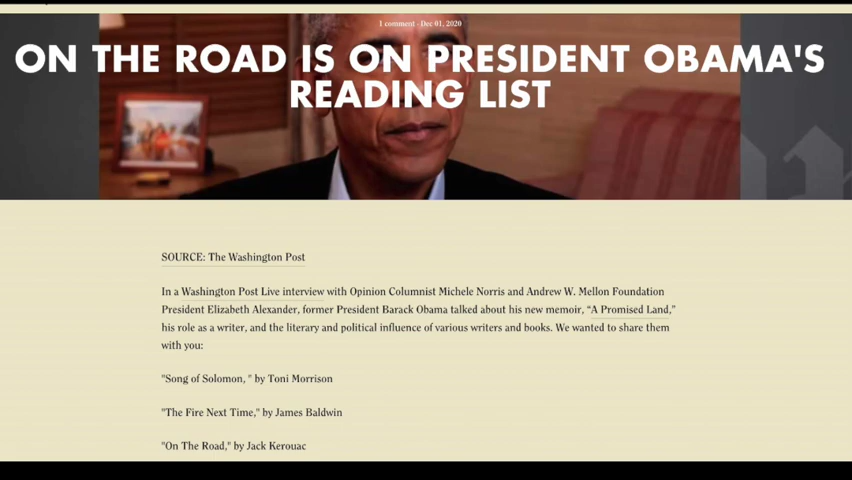 1 comment · Dec 01, 2020
ON THE ROAD IS ON PRESIDENT OBAMA'S
READING LIST
SOURCE: The Washington Post
In a Washington Post Live interview with Opinion Columnist Michele Norris and Andrew W. Mellon Foundation
President Elizabeth Alexander, former President Barack Obama talked about his new memoir, “A Promised Land,”
his role as a writer, and the literary and political influence of various writers and books. We wanted to share them
with you:
"Song of Solomon, " by Toni Morrison
"The Fire Next Time," by James Baldwin
"On The Road," by Jack Kerouac